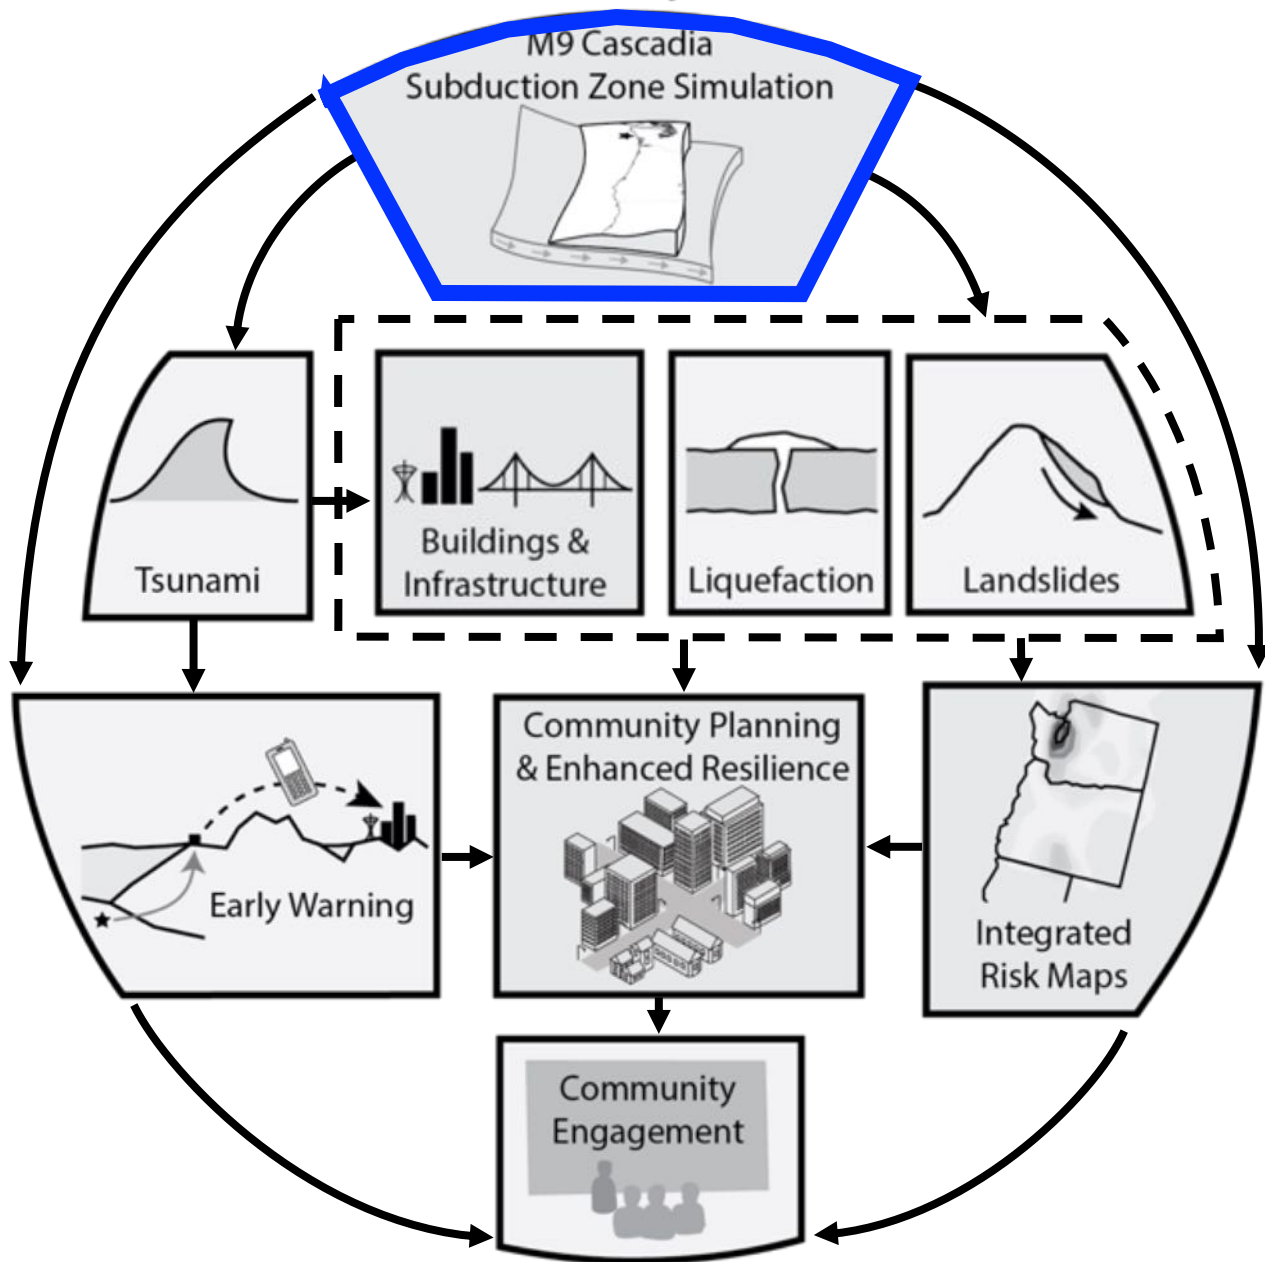 M9 Cascadia
Subduction Zone Simulation
Tsunami
Buildings &
Infrastructure
Liquefaction
Landslides
Early Warning
Community Planning
& Enhanced Resilience
Integrated
Risk Maps
Community
Engagement